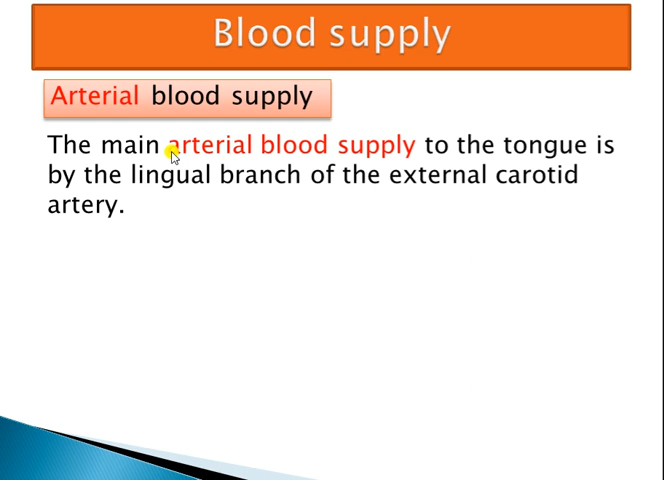 Blood supply
Arterial blood supply
The main arterial blood supply to the tongue is
by the lingual branch of the external carotid
artery.